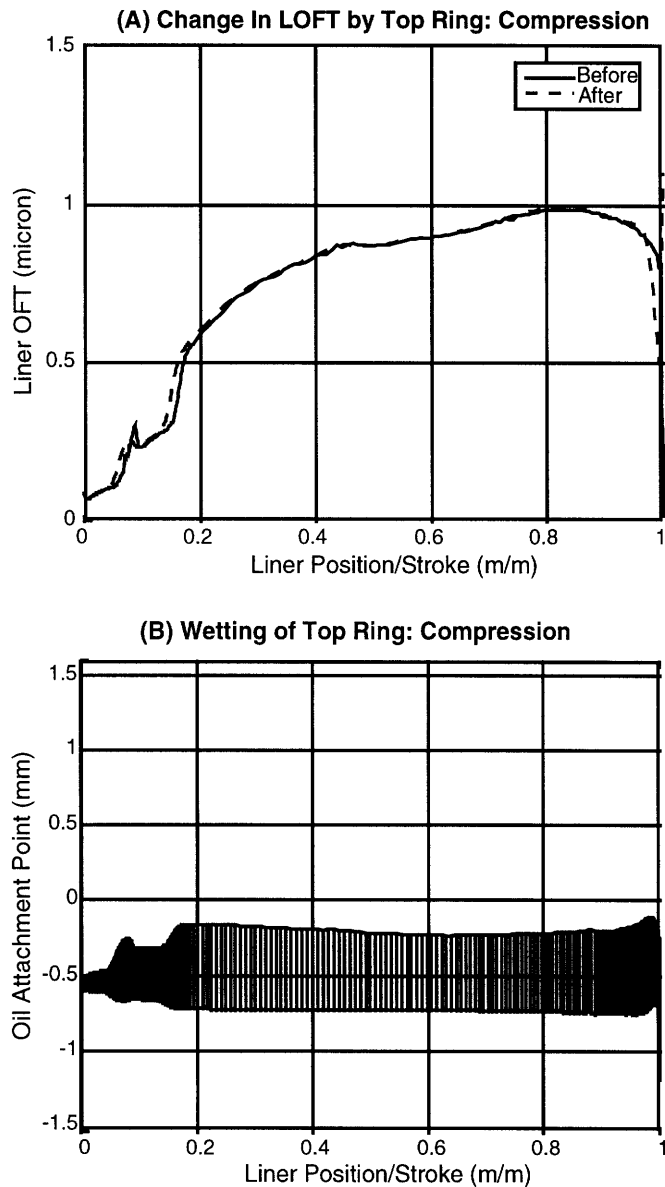 (A) Change In LOFT by Top Ring: Compression
1.5
Before
After
1
Liner OFT (micron)
0.5
0
0 0.2 0.4 0.6 0.8 1
Liner Position/Stroke (m/m)
(B) Wetting of Top Ring: Compression
1.5
1
0.5
Oil Attachment Point (mm)
0
-0.5
-1
-1.5
0 0.2 0.4 0.6 0.8 1
Liner Position/Stroke (m/m)